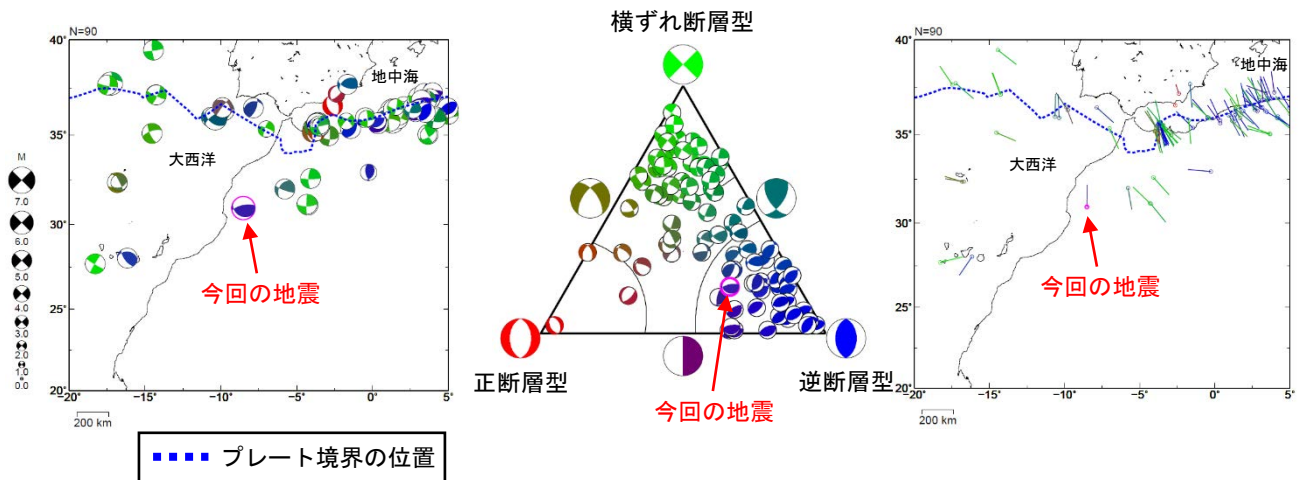 N=90
40°
35°
30°
25°
20°
−20°
−15°
−10°
−5°
0°
5°
地中海
大西洋
今回の地震
M
7.0
6.0
5.0
4.0
3.0
2.0
1.0
0.0
200 km
プレート境界の位置
横ずれ断層型
正断層型
逆断層型
今回の地震
N=90
40°
35°
30°
25°
20°
−20°
−15°
−10°
−5°
0°
5°
地中海
大西洋
今回の地震
200 km